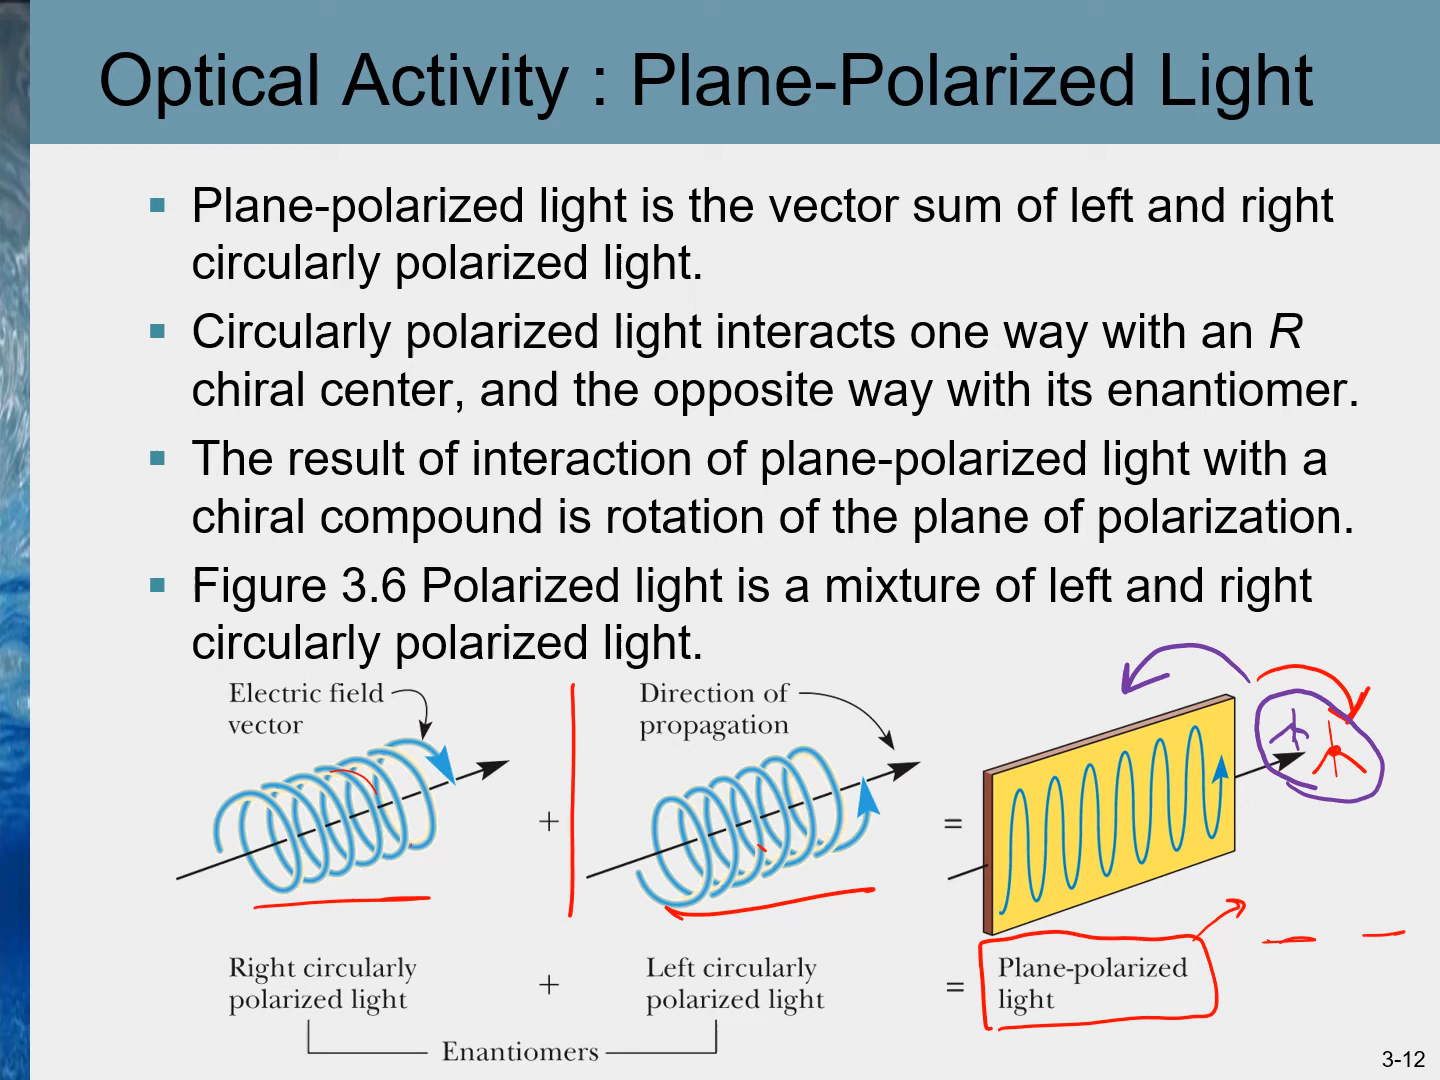 Optical Activity : Plane-Polarized Light
Plane-polarized light is the vector sum of left and right
circularly polarized light.
Circularly polarized light interacts one way with an R
chiral center, and the opposite way with its enantiomer.
The result of interaction of plane-polarized light with a
chiral compound is rotation of the plane of polarization.
Figure 3.6 Polarized light is a mixture of left and right
circularly polarized light.
Electric field
vector
Direction of
propagation
+
=
Right circularly
polarized light
+
Left circularly
polarized light
=
Plane-polarized
light
Enantiomers
3-12